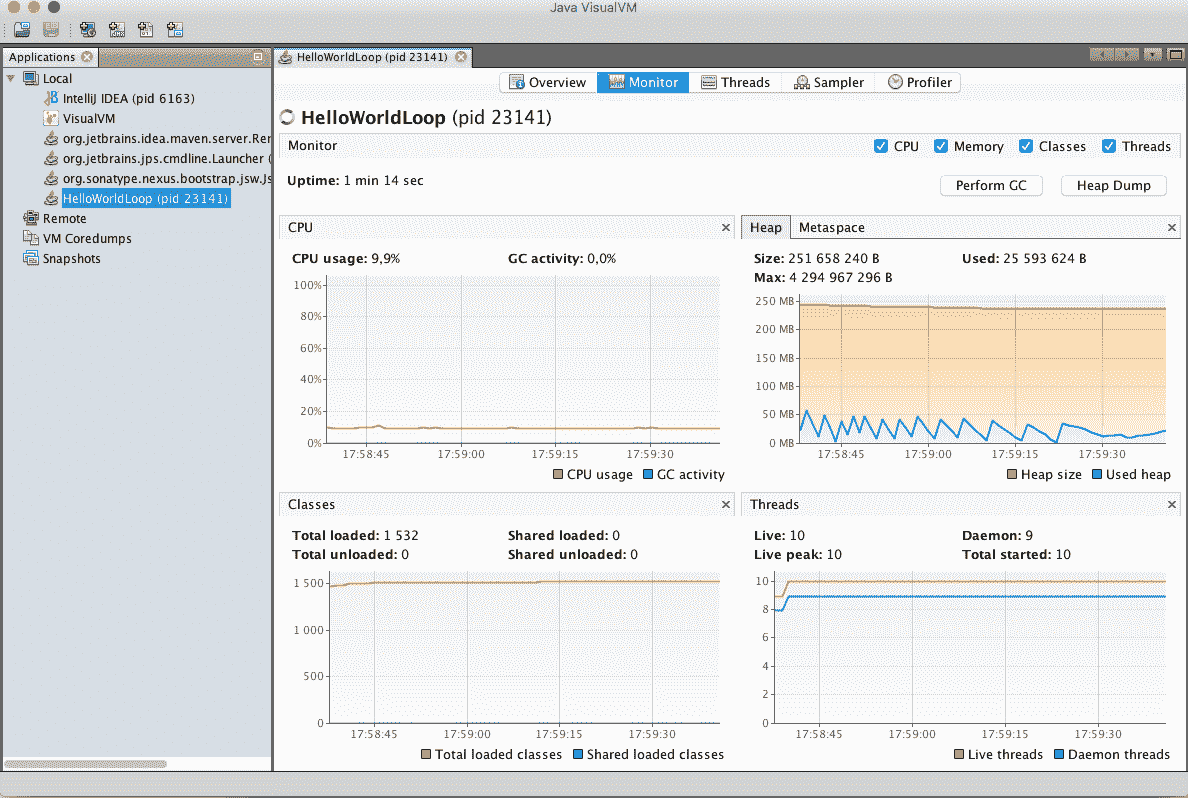 Java VisualVM
Applications
Local
IntelliJ IDEA (pid 6163)
VisualVM
org.jetbrains.idea.maven.server.Rer
org.jetbrains.jps.cmdline.Launcher (
org.sonatype.nexus.bootstrap.jsw.Js
HelloWorldLoop (pid 23141)
Remote
VM Coredumps
Snapshots
HelloWorldLoop (pid 23141)
Overview Monitor Threads Sampler Profiler
HelloWorldLoop (pid 23141)
Monitor CPU Memory Classes Threads
Uptime: 1 min 14 sec Perform GC Heap Dump
CPU
CPU usage: 9,9% GC activity: 0,0%
100%
80%
60%
40%
20%
0%
17:58:45 17:59:00 17:59:15 17:59:30
CPU usage GC activity
Heap Metaspace
Size: 251 658 240 B Used: 25 593 624 B
Max: 4 294 967 296 B
250 MB
200 MB
150 MB
100 MB
50 MB
0 MB
17:58:45 17:59:00 17:59:15 17:59:30
Heap size Used heap
Classes
Total loaded: 1 532 Shared loaded: 0
Total unloaded: 0 Shared unloaded: 0
1 500
1 000
500
0
17:58:45 17:59:00 17:59:15 17:59:30
Total loaded classes Shared loaded classes
Threads
Live: 10 Daemon: 9
Live peak: 10 Total started: 10
10
8
6
4
2
0
17:58:45 17:59:00 17:59:15 17:59:30
Live threads Daemon threads